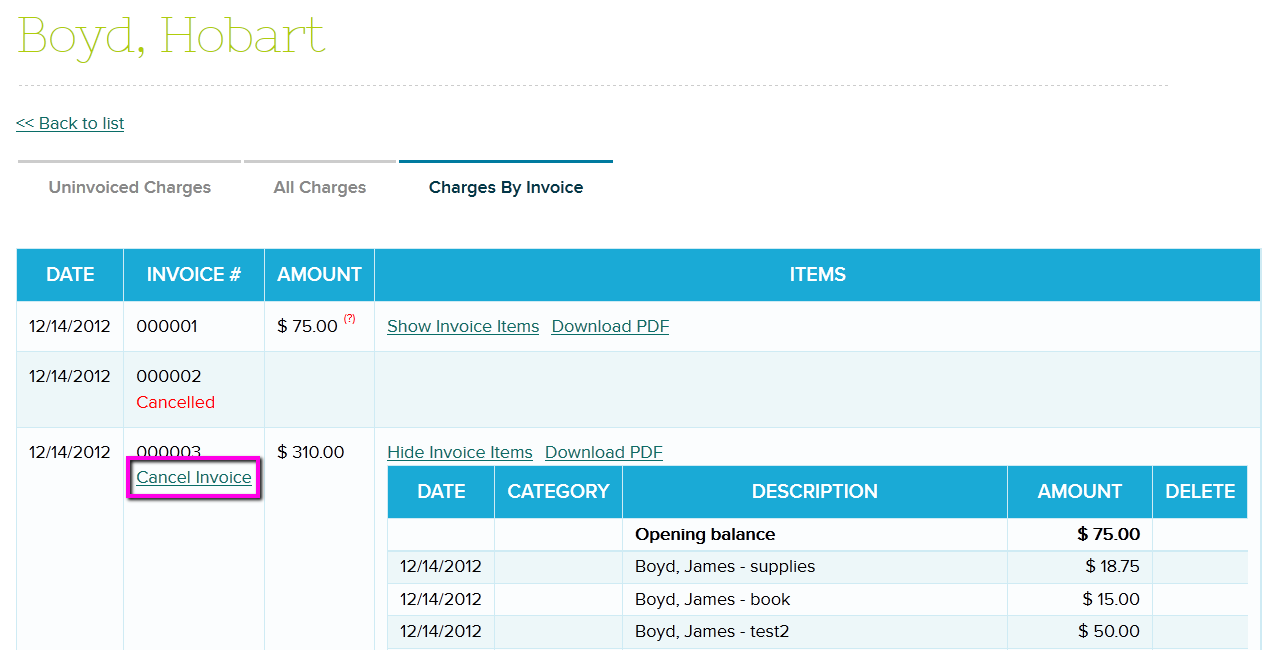 Boyd, Hobart
<< Back to list
Uninvoiced Charges All Charges Charges By Invoice
DATE INVOICE # AMOUNT ITEMS
12/14/2012 000001 $ 75.00 (?) Show Invoice Items Download PDF
12/14/2012 000002
Cancelled
12/14/2012 000003 $ 310.00 Hide Invoice Items Download PDF
Cancel Invoice
DATE CATEGORY DESCRIPTION AMOUNT DELETE
Opening balance $ 75.00
12/14/2012 Boyd, James - supplies $ 18.75
12/14/2012 Boyd, James - book $ 15.00
12/14/2012 Boyd, James - test2 $ 50.00